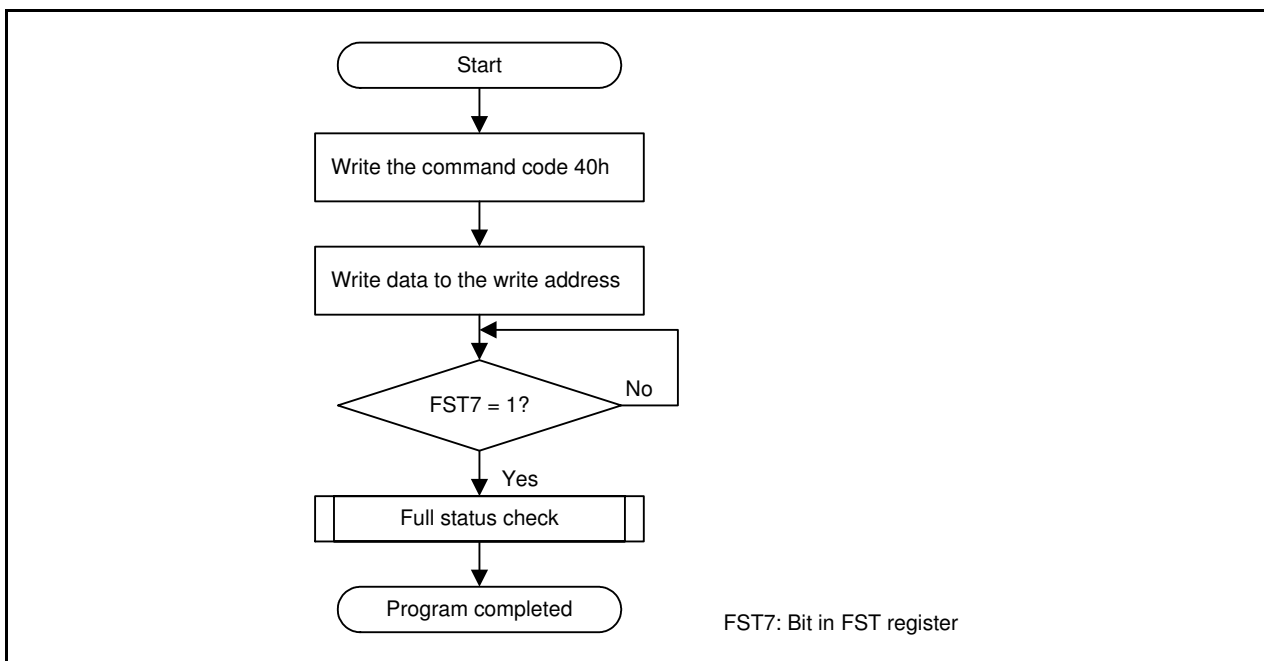 Start
Write the command code 40h
Write data to the write address
FST7 = 1?
No
Yes
Full status check
Program completed
FST7: Bit in FST register